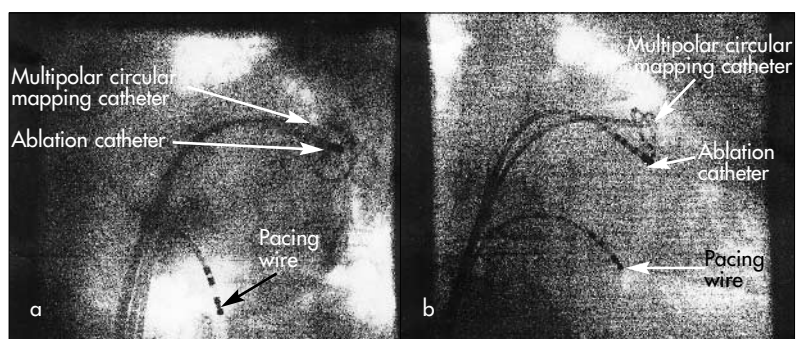 Multipolar circular
mapping catheter
Ablation catheter
Pacing
wire
a
Multipolar circular
mapping catheter
Ablation
catheter
Pacing
wire
b